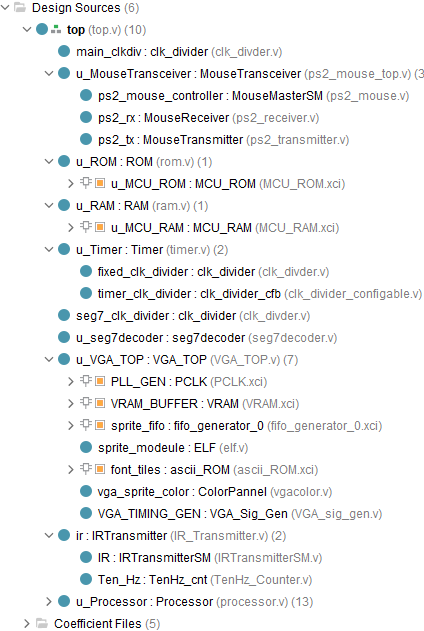 Design Sources (6)
top (top.v) (10)
main_clkdiv : clk_divider (clk_divder.v)
u_MouseTransceiver : MouseTransceiver (ps2_mouse_top.v) (3
ps2_mouse_controller : MouseMasterSM (ps2_mouse.v)
ps2_rx : MouseReceiver (ps2_receiver.v)
ps2_tx : MouseTransmitter (ps2_transmitter.v)
u_ROM : ROM (rom.v) (1)
u_MCU_ROM : MCU_ROM (MCU_ROM.xci)
u_RAM : RAM (ram.v) (1)
u_MCU_RAM : MCU_RAM (MCU_RAM.xci)
u_Timer : Timer (timer.v) (2)
fixed_clk_divider : clk_divider (clk_divder.v)
timer_clk_divider : clk_divider_cfb (clk_divider_configable.v)
seg7_clk_divider : clk_divider (clk_divder.v)
u_seg7decoder : seg7decoder (seg7decoder.v)
u_VGA_TOP : VGA_TOP (VGA_TOP.v) (7)
PLL_GEN : PCLK (PCLK.xci)
VRAM_BUFFER : VRAM (VRAM.xci)
sprite_fifo : fifo_generator_0 (fifo_generator_0.xci)
sprite_modeule : ELF (elf.v)
font_tiles : ascii_ROM (ascii_ROM.xci)
vga_sprite_color : ColorPannel (vgacolor.v)
VGA_TIMING_GEN : VGA_Sig_Gen (VGA_sig_gen.v)
ir : IRTransmitter (IR_Transmitter.v) (2)
IR : IRTransmitterSM (IRTransmitterSM.v)
Ten_Hz : TenHz_cnt (TenHz_Counter.v)
u_Processor : Processor (processor.v) (13)
Coefficient Files (5)